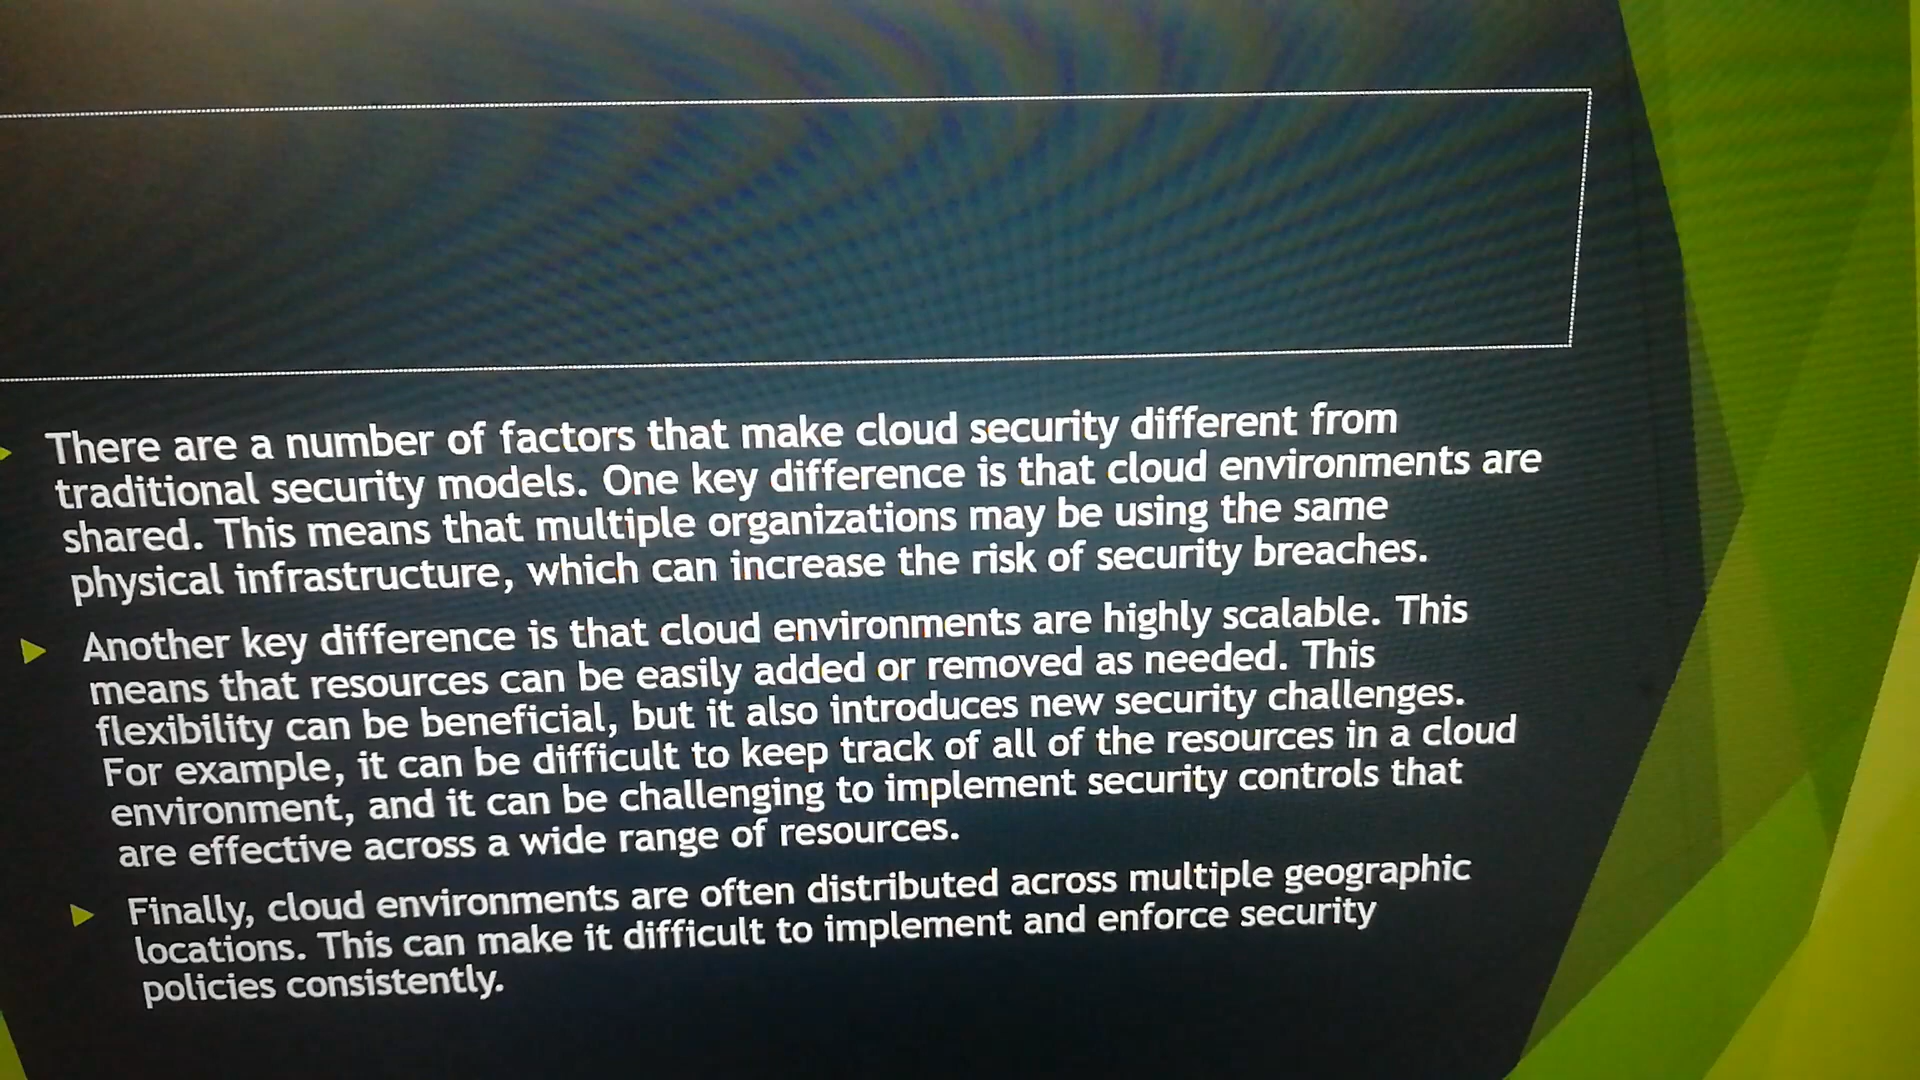 There are a number of factors that make cloud security different from
traditional security models. One key difference is that cloud environments are
shared. This means that multiple organizations may be using the same
physical infrastructure, which can increase the risk of security breaches.
Another key difference is that cloud environments are highly scalable. This
means that resources can be easily added or removed as needed. This
flexibility can be beneficial, but it also introduces new security challenges.
For example, it can be difficult to keep track of all of the resources in a cloud
environment, and it can be challenging to implement security controls that
are effective across a wide range of resources.
Finally, cloud environments are often distributed across multiple geographic
locations. This can make it difficult to implement and enforce security
policies consistently.